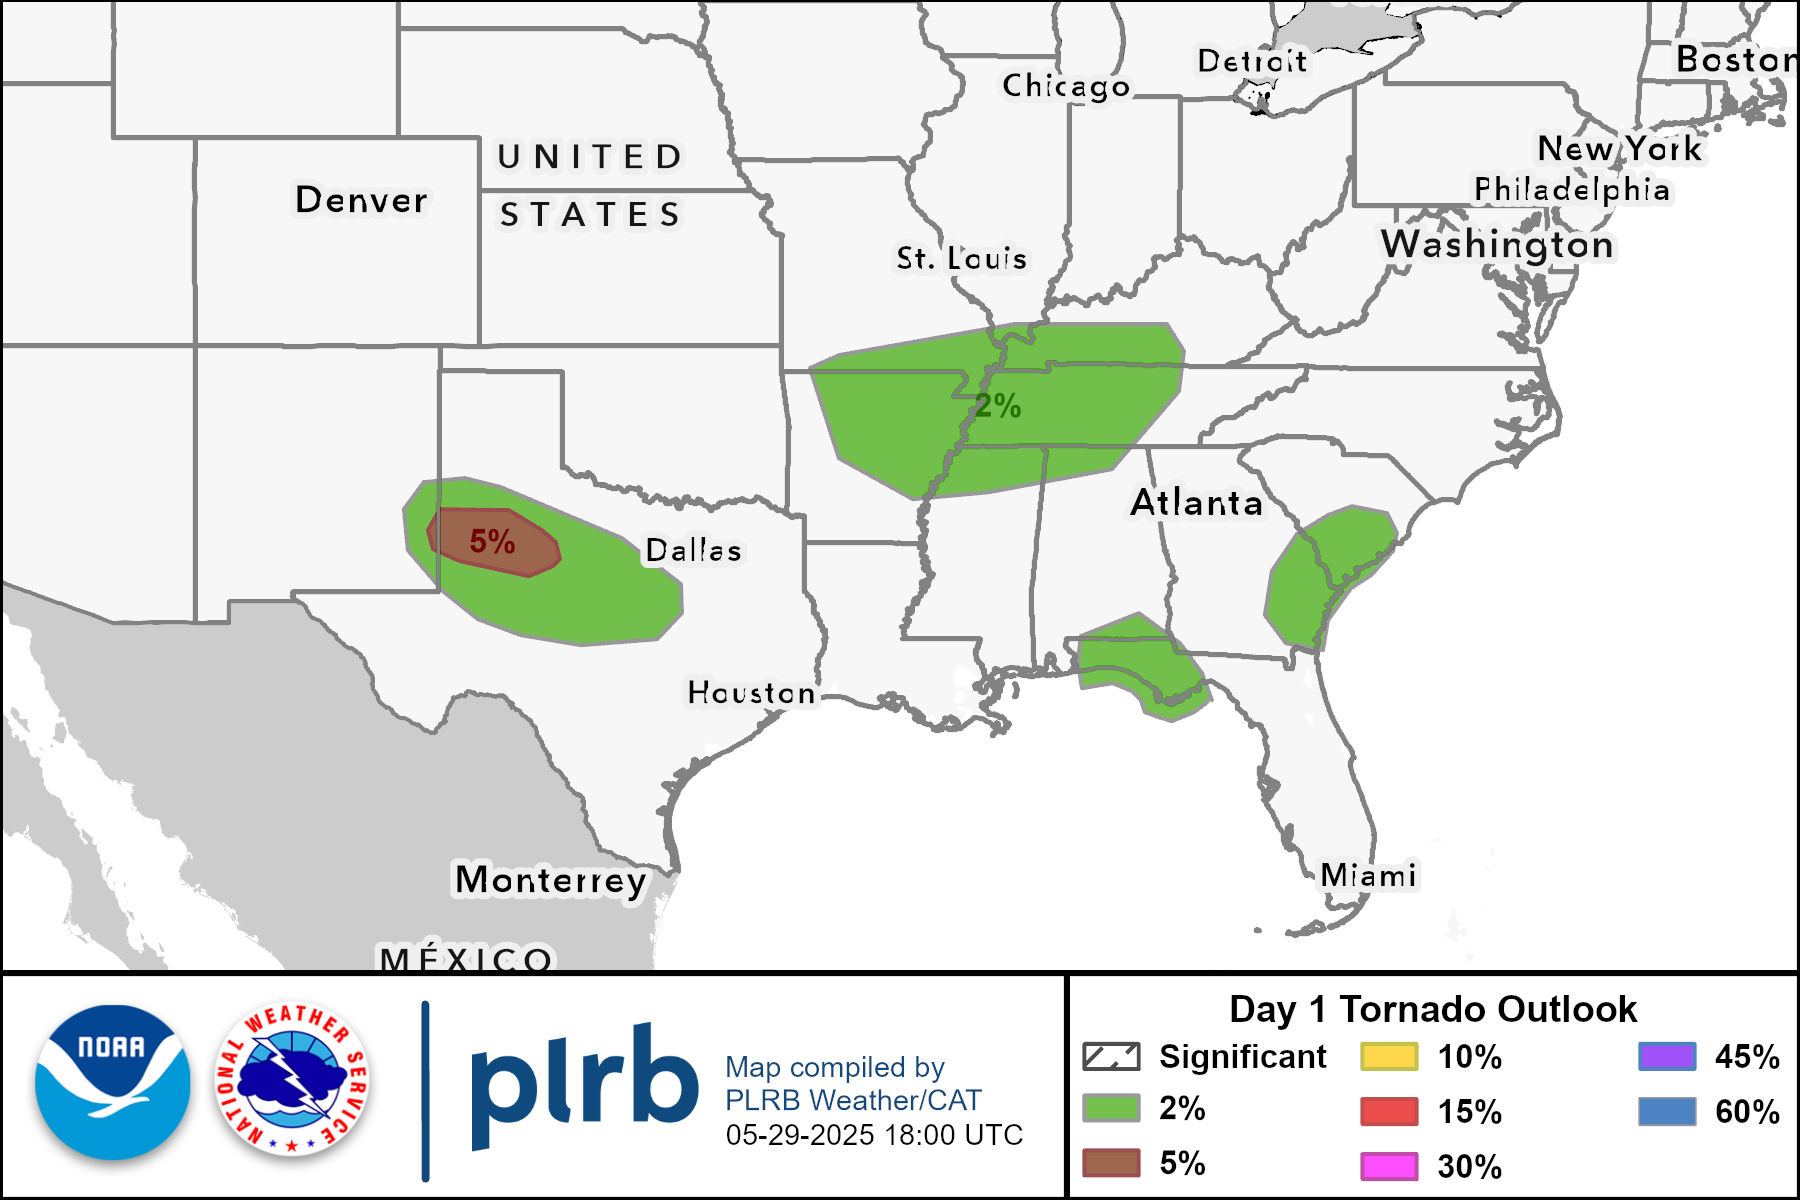 Detroit
Boston
Chicago
UNITED
New York
Denver
Philadelphia
STATES
Washington
St. Louis
2%
Atlanta
5%
Dallas
Houston
Miami
Monterrey
MÉXICO
NOAA
NATIONAL WEATHER SERVICE
plrb
Map compiled by
PLRB Weather/CAT
05-29-2025 18:00 UTC
Day 1 Tornado Outlook
Significant
2%
5%
10%
15%
30%
45%
60%